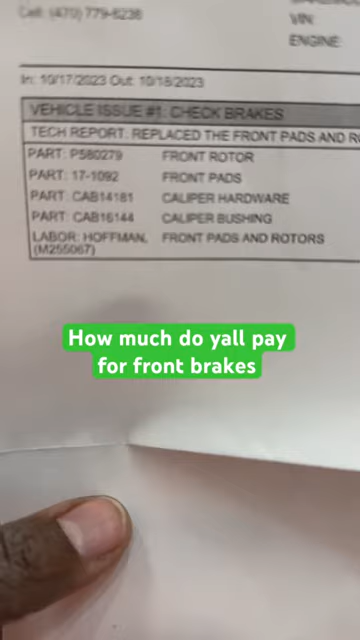 Cell: (470) 779-6238
VIN:
ENGINE:
In: 10/17/2023 Out: 10/18/2023
VEHICLE ISSUE #1: CHECK BRAKES
TECH REPORT: REPLACED THE FRONT PADS AND
PART: P580279 FRONT ROTOR
PART: 17-1092 FRONT PADS
PART: CAB14181 CALIPER HARDWARE
PART: CAB16144 CALIPER BUSHING
LABOR: HOFFMAN, FRONT PADS AND ROTORS
(M255067)
How much do yall pay
for front brakes